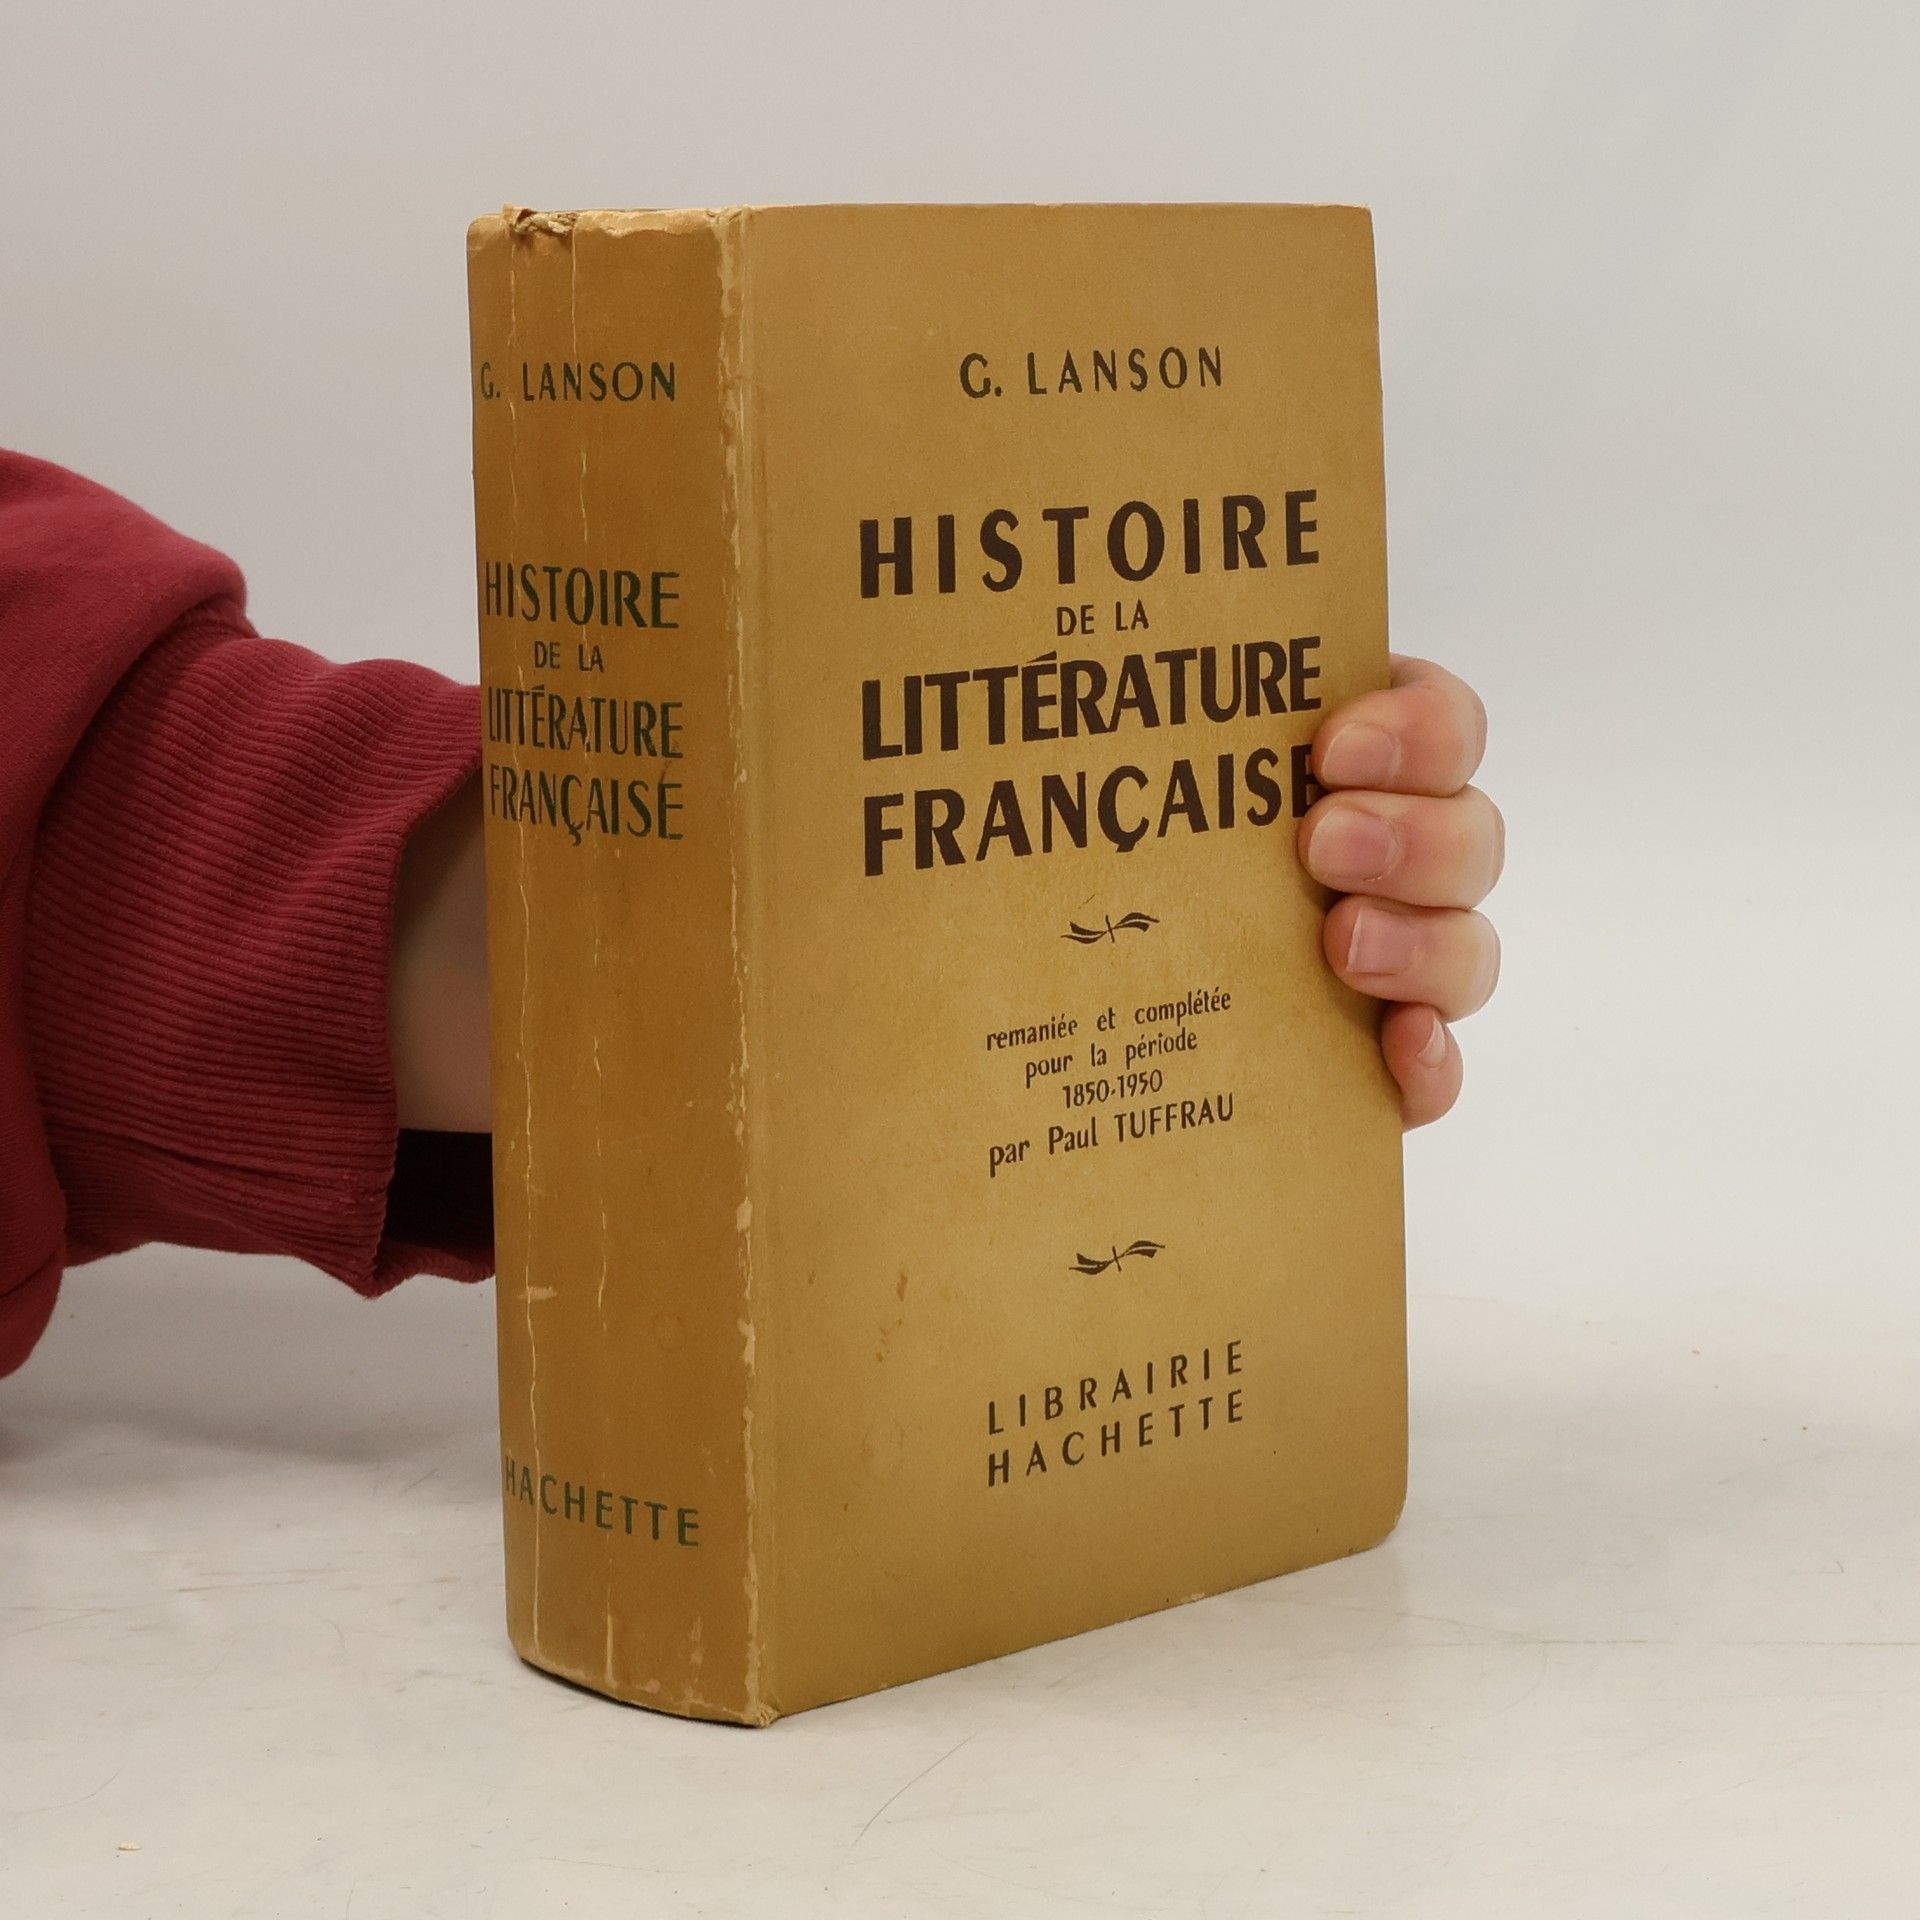 G. LANSON
HISTOIRE
DE LA
LITTÉRATURE
FRANÇAISE
HACHETTE
G. LANSON
HISTOIRE
DE LA
LITTÉRATURE
FRANÇAISE
remaniée et complétée
pour la période
1850-1950
par Paul TUFFRAU
LIBRAIRIE
HACHETTE